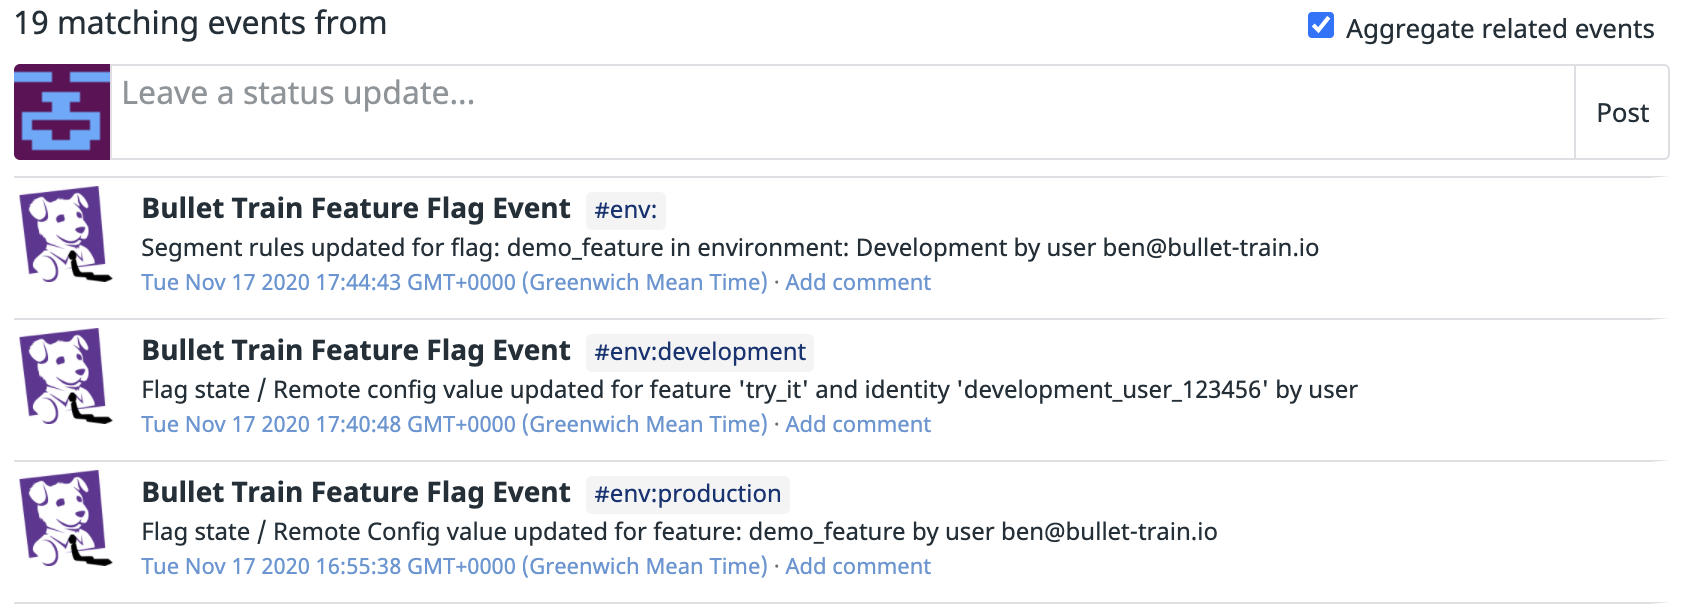 19 matching events from
Aggregate related events
Leave a status update...
Post
Bullet Train Feature Flag Event #env:
Segment rules updated for flag: demo_feature in environment: Development by user ben@bullet-train.io
Tue Nov 17 2020 17:44:43 GMT+0000 (Greenwich Mean Time) · Add comment
Bullet Train Feature Flag Event #env:development
Flag state / Remote config value updated for feature 'try_it' and identity 'development_user_123456' by user
Tue Nov 17 2020 17:40:48 GMT+0000 (Greenwich Mean Time) · Add comment
Bullet Train Feature Flag Event #env:production
Flag state / Remote Config value updated for feature: demo_feature by user ben@bullet-train.io
Tue Nov 17 2020 16:55:38 GMT+0000 (Greenwich Mean Time) · Add comment